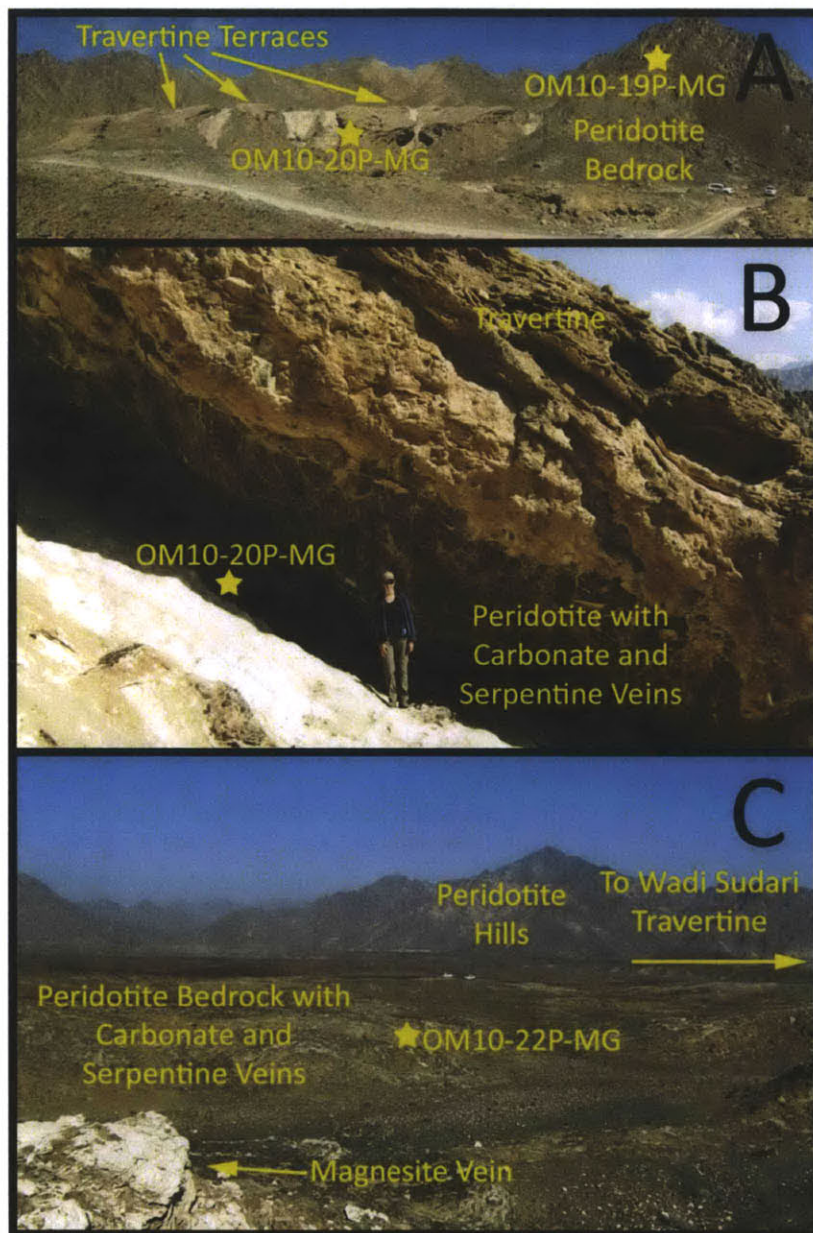 Travertine Terraces
A
OM10-19P-MG
OM10-20P-MG
Peridotite
Bedrock
B
Travertine
OM10-20P-MG
Peridotite with
Carbonate and
Serpentine Veins
C
Peridotite
Hills
To Wadi Sudari
Travertine
Peridotite Bedrock with
Carbonate and
Serpentine Veins
OM10-22P-MG
Magnesite Vein